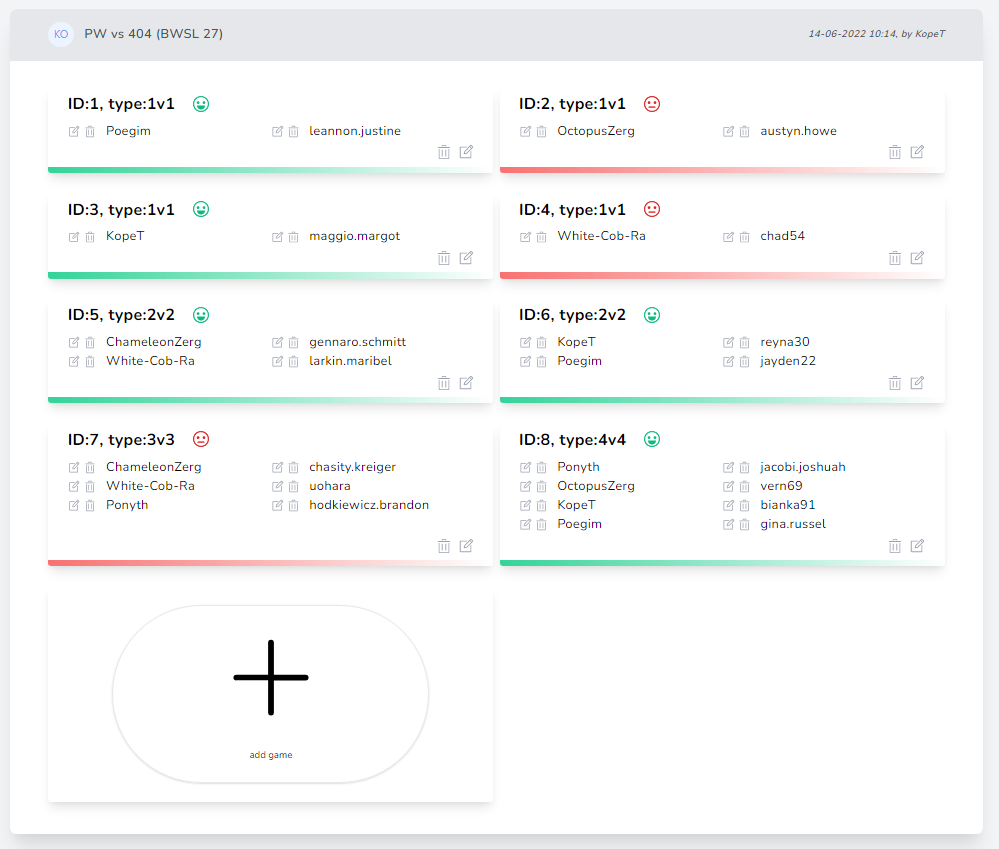 KO PW vs 404 (BWSL 27) 14-06-2022 10:14, by KopeT
ID:1, type:1v1
Poegim leannon.justine
ID:2, type:1v1
OctopusZerg austyn.howe
ID:3, type:1v1
KopeT maggio.margot
ID:4, type:1v1
White-Cob-Ra chad54
ID:5, type:2v2
ChameleonZerg gennaro.schmitt
White-Cob-Ra larkin.maribel
ID:6, type:2v2
KopeT reyna30
Poegim jayden22
ID:7, type:3v3
ChameleonZerg chasity.kreiger
White-Cob-Ra uohara
Ponyth hodkiewicz.brandon
ID:8, type:4v4
Ponyth jacobi.joshuah
OctopusZerg vern69
KopeT bianka91
Poegim gina.russel
add game